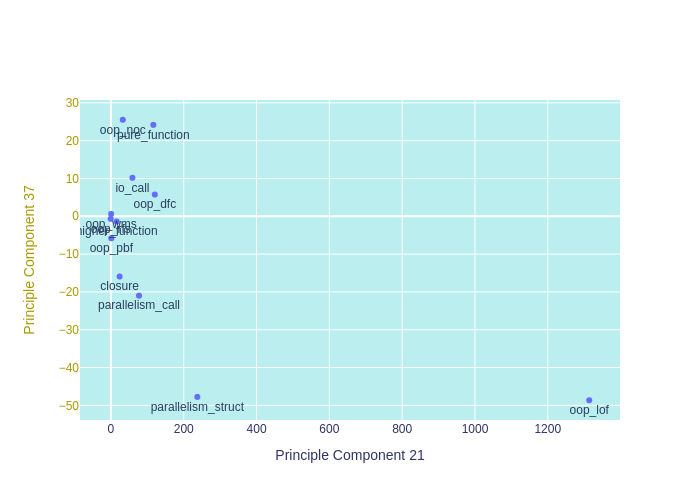 30
20
10
0
−10
−20
−30
−40
−50
oop_noc
pure_function
io_call
oop_dfc
higher_function
oop_pbf
closure
parallelism_call
parallelism_struct
oop_lof
0
200
400
600
800
1000
1200
Principle Component 21
Principle Component 37